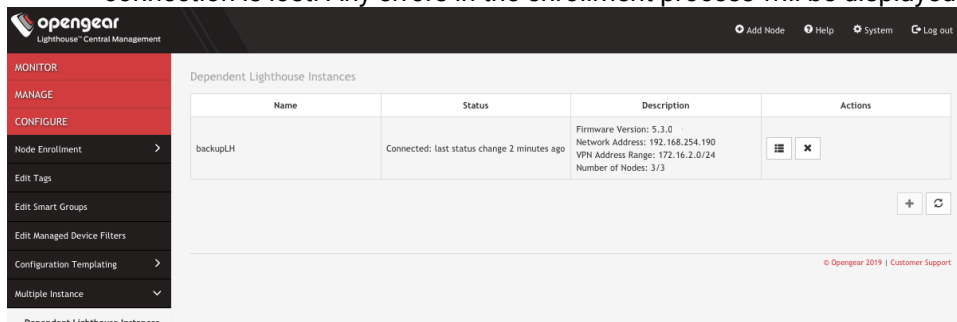 connection is lost. Any errors in the enrollment process will be displayed
opengear
Lighthouse™ Central Management
Add Node
Help
System
Log out
MONITOR
MANAGE
CONFIGURE
Node Enrollment
Edit Tags
Edit Smart Groups
Edit Managed Device Filters
Configuration Templating
Multiple Instance
Dependent Lighthouse Instances
Dependent Lighthouse Instances
Name Status Description Actions
backupLH
Connected: last status change 2 minutes ago
Firmware Version: 5.3.0
Network Address: 192.168.254.190
VPN Address Range: 172.16.2.0/24
Number of Nodes: 3/3
© Opengear 2019 | Customer Support